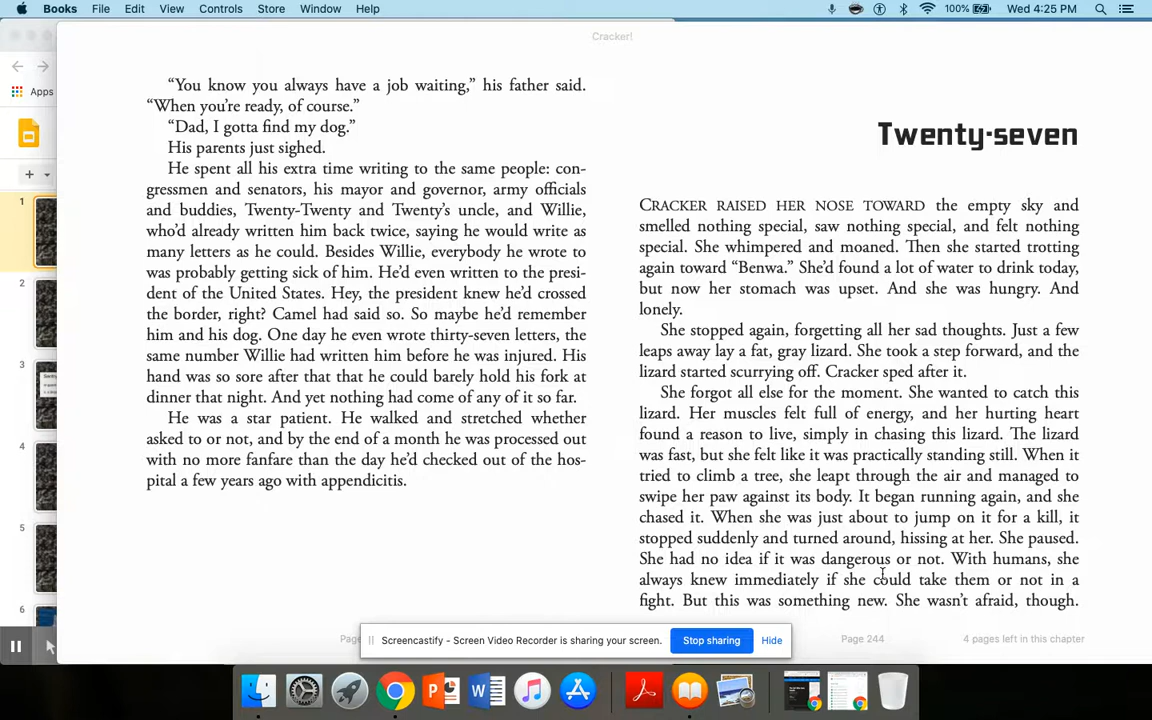 Books File Edit View Go Controls Store Window Help 100% Wed 4:25 PM
Cracker!
Apps
“You know you always have a job waiting,” his father said.
“When you’re ready, of course.”
“Dad, I gotta find my dog.”
His parents just sighed.
He spent all his extra time writing to the same people: con-
gressmen and senators, his mayor and governor, army officials
and buddies, Twenty-Twenty and Twenty’s uncle, and Willie,
who’d already written him back twice, saying he would write as
many letters as he could. Besides Willie, everybody he wrote to
was probably getting sick of him. He’d even written to the presi-
dent of the United States. Hey, the president knew he’d crossed
the border, right? Camel had said so. So maybe he’d remember
him and his dog. One day he even wrote thirty-seven letters, the
same number Willie had written him before he was injured. His
hand was so sore after that that he could barely hold his fork at
dinner that night. And yet nothing had come of any of it so far.
He was a star patient. He walked and stretched whether
asked to or not, and by the end of a month he was processed out
with no more fanfare than the day he’d checked out of the hos-
pital a few years ago with appendicitis.
Twenty-seven
CRACKER RAISED HER NOSE TOWARD the empty sky and
smelled nothing special, saw nothing special, and felt nothing
special. She whimpered and moaned. Then she started trotting
again toward “Benwa.” She’d found a lot of water to drink today,
but now her stomach was upset. And she was hungry. And
lonely.
She stopped again, forgetting all her sad thoughts. Just a few
leaps away lay a fat, gray lizard. She took a step forward, and the
lizard started scurrying off. Cracker sped after it.
She forgot all else for the moment. She wanted to catch this
lizard. Her muscles felt full of energy, and her hurting heart
found a reason to live, simply in chasing this lizard. The lizard
was fast, but she felt like it was practically standing still. When it
tried to climb a tree, she leapt through the air and managed to
swipe her paw against its body. It began running again, and she
chased it. When she was just about to jump on it for a kill, it
stopped suddenly and turned around, hissing at her. She paused.
She had no idea if it was dangerous or not. With humans, she
always knew immediately if she could take them or not in a
fight. But this was something new. She wasn’t afraid, though.
Page 244
4 pages left in this chapter
Screencastify - Screen Video Recorder is sharing your screen. Stop sharing Hide
1
2
3
4
5
6